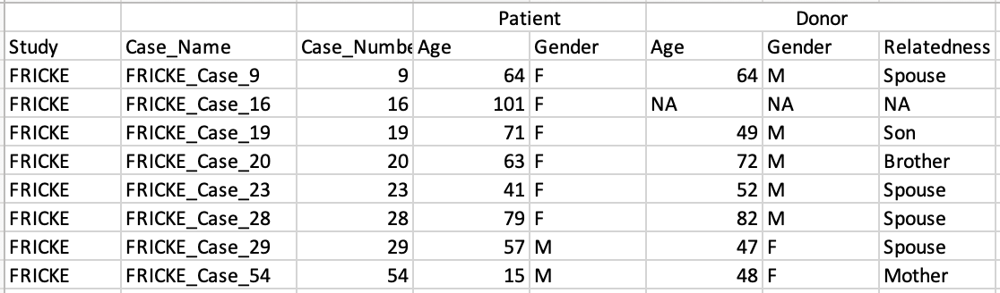 Patient Donor
Study Case_Name Case_Numbe Age Gender Age Gender Relatedness
FRICKE FRICKE_Case_9 9 64 F 64 M Spouse
FRICKE FRICKE_Case_16 16 101 F NA NA NA
FRICKE FRICKE_Case_19 19 71 F 49 M Son
FRICKE FRICKE_Case_20 20 63 F 72 M Brother
FRICKE FRICKE_Case_23 23 41 F 52 M Spouse
FRICKE FRICKE_Case_28 28 79 F 82 M Spouse
FRICKE FRICKE_Case_29 29 57 M 47 F Spouse
FRICKE FRICKE_Case_54 54 15 M 48 F Mother